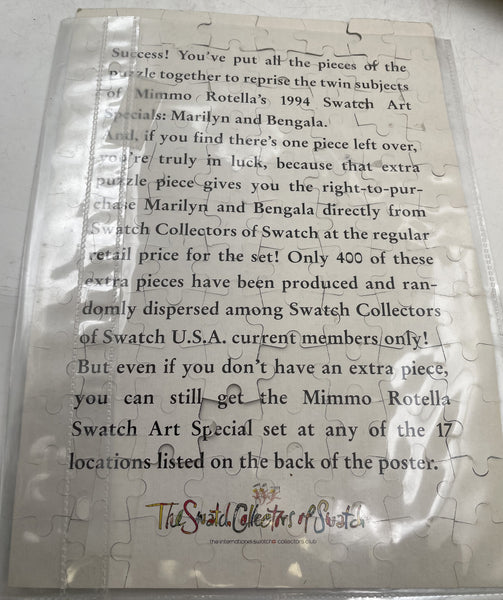 Success! You've put all the pieces of the
puzzle together to reprise the twin subjects
of Mimmo Rotella's 1994 Swatch Art
Specials: Marilyn and Bengala.
And, if you find there's one piece left over,
you're truly in luck, because that extra
puzzle piece gives you the right-to-pur-
chase Marilyn and Bengala directly from
Swatch Collectors of Swatch at the regular
retail price for the set! Only 400 of these
extra pieces have been produced and ran-
domly dispersed among Swatch Collectors
of Swatch U.S.A. current members only!
But even if you don't have an extra piece,
you can still get the Mimmo Rotella
Swatch Art Special set at any of the 17
locations listed on the back of the poster.
The Swatch Collectors of Swatch
the international swatch collectors club